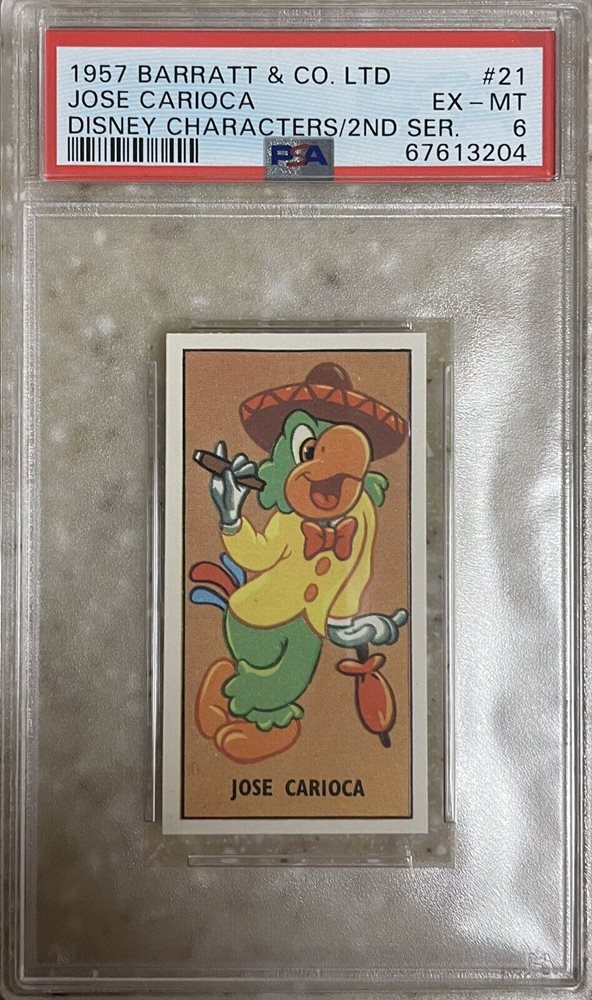 1957 BARRATT & CO. LTD #21
JOSE CARIOCA EX - MT
DISNEY CHARACTERS/2ND SER. 6
PSA 67613204
JOSE CARIOCA